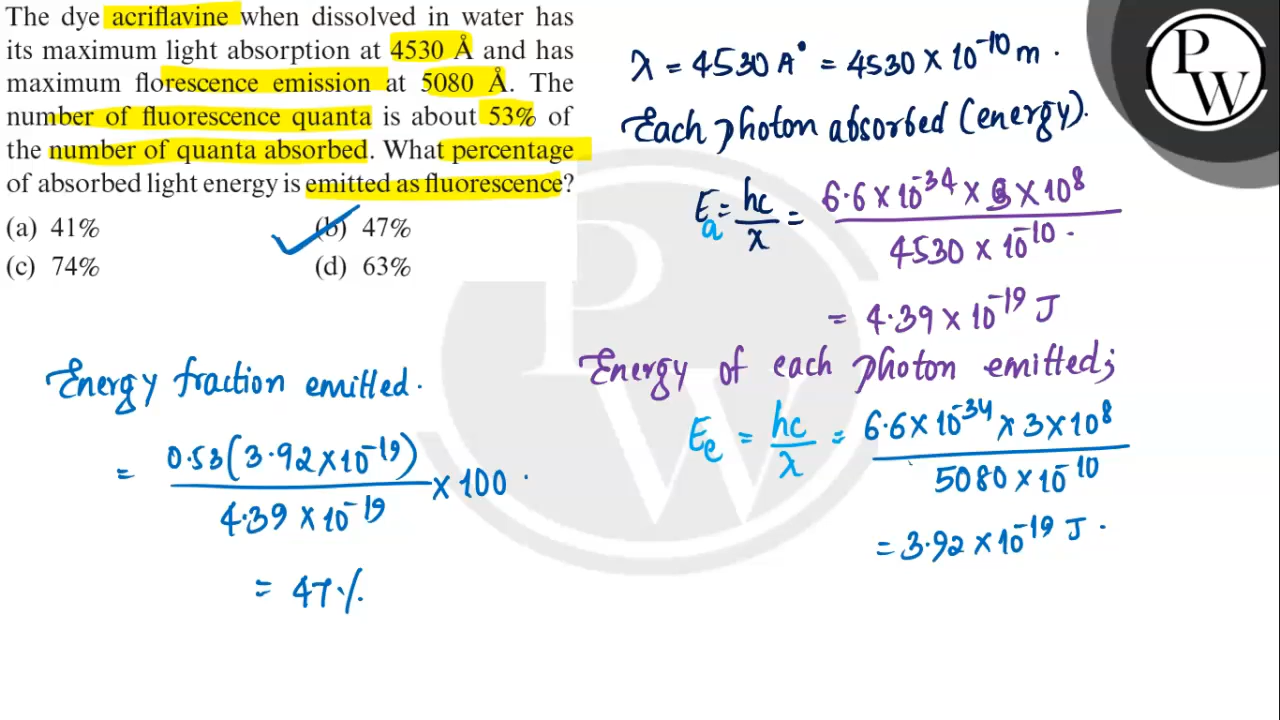 The dye acriflavine when dissolved in water has
its maximum light absorption at 4530 Å and has
maximum florescence emission at 5080 Å. The
number of fluorescence quanta is about 53% of
the number of quanta absorbed. What percentage
of absorbed light energy is emitted as fluorescence?
(a) 41% (b) 47%
(c) 74% (d) 63%
λ = 4530 A° = 4530 × 10⁻¹⁰ m.
Each photon absorbed (energy).
Eₐ = hc/λ = 6.6 × 10⁻³⁴ × 3 × 10⁸ / 4530 × 10⁻¹⁰.
= 4.39 × 10⁻¹⁹ J
Energy of each photon emitted;
Eₑ = hc/λ = 6.6 × 10⁻³⁴ × 3 × 10⁸ / 5080 × 10⁻¹⁰
= 3.92 × 10⁻¹⁹ J.
Energy fraction emitted.
= 0.53 (3.92 × 10⁻¹⁹) / 4.39 × 10⁻¹⁹ × 100.
= 47%
P
W
P
W